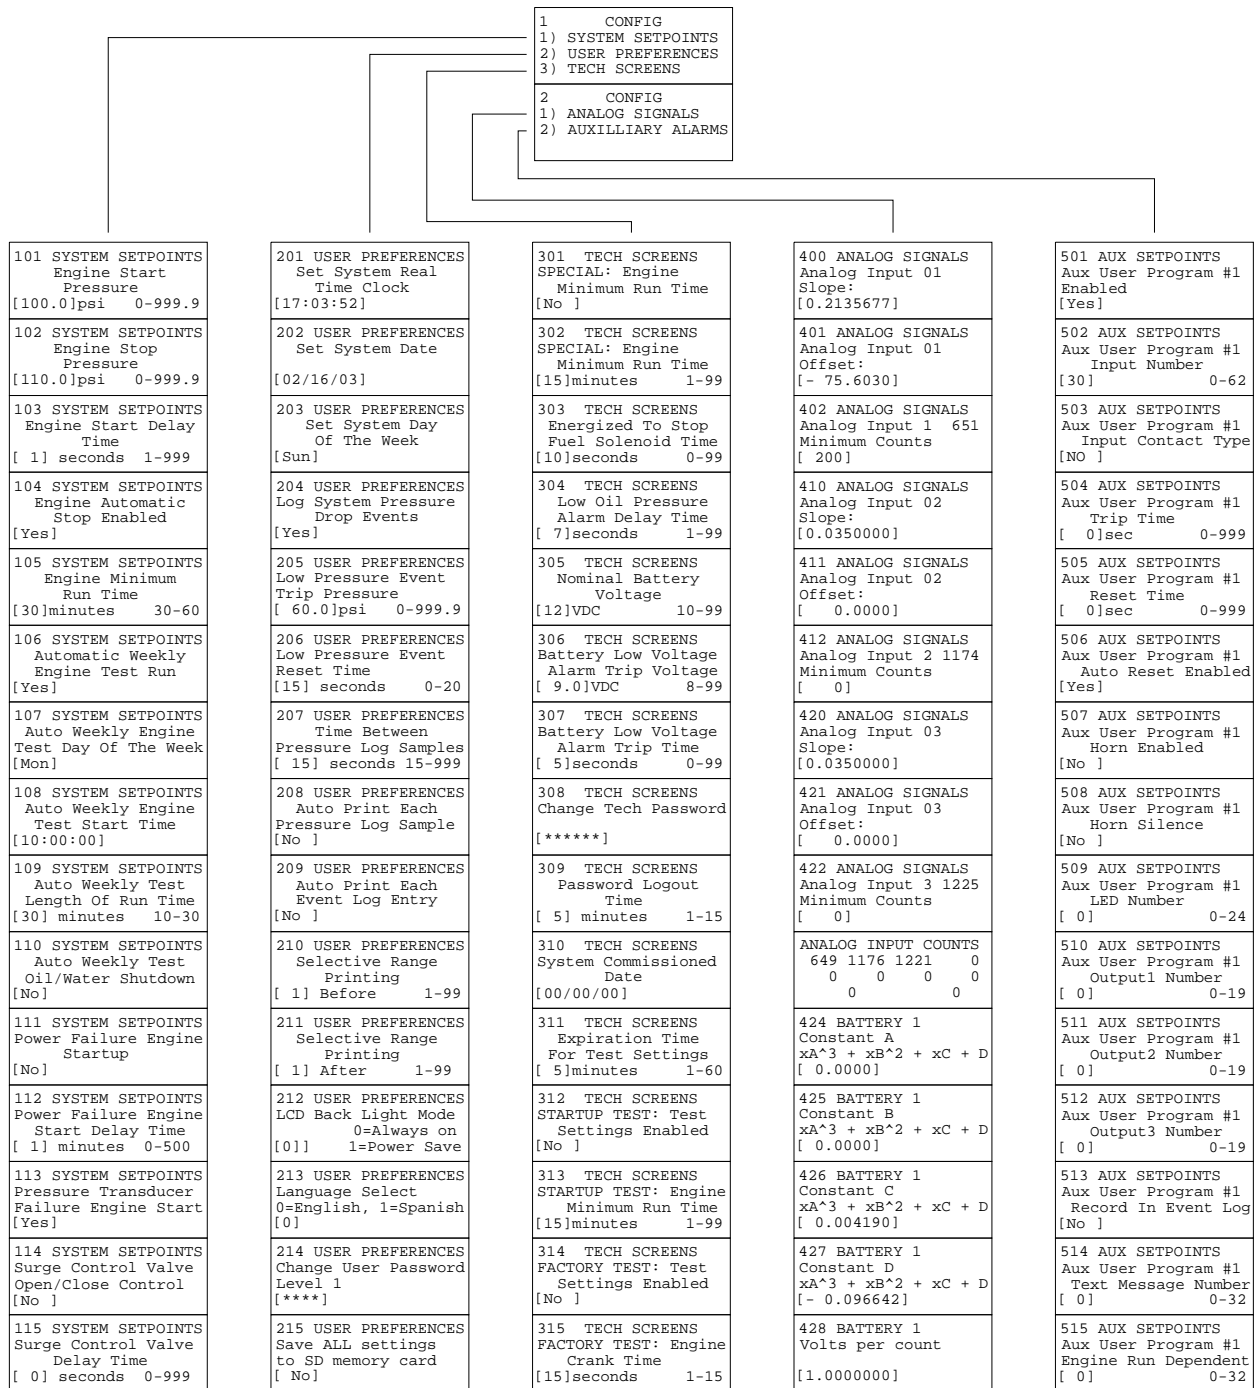 1 CONFIG
1) SYSTEM SETPOINTS
2) USER PREFERENCES
3) TECH SCREENS
2 CONFIG
1) ANALOG SIGNALS
2) AUXILLIARY ALARMS
101 SYSTEM SETPOINTS
Engine Start
Pressure
[100.0]psi 0-999.9
102 SYSTEM SETPOINTS
Engine Stop
Pressure
[110.0]psi 0-999.9
103 SYSTEM SETPOINTS
Engine Start Delay
Time
[ 1] seconds 1-999
104 SYSTEM SETPOINTS
Engine Automatic
Stop Enabled
[Yes]
105 SYSTEM SETPOINTS
Engine Minimum
Run Time
[30]minutes 30-60
106 SYSTEM SETPOINTS
Automatic Weekly
Engine Test Run
[Yes]
107 SYSTEM SETPOINTS
Auto Weekly Engine
Test Day Of The Week
[Mon]
108 SYSTEM SETPOINTS
Auto Weekly Engine
Test Start Time
[10:00:00]
109 SYSTEM SETPOINTS
Auto Weekly Test
Length Of Run Time
[30] minutes 10-30
110 SYSTEM SETPOINTS
Auto Weekly Test
Oil/Water Shutdown
[No]
111 SYSTEM SETPOINTS
Power Failure Engine
Startup
[No]
112 SYSTEM SETPOINTS
Power Failure Engine
Start Delay Time
[ 1] minutes 0-500
113 SYSTEM SETPOINTS
Pressure Transducer
Failure Engine Start
[Yes]
114 SYSTEM SETPOINTS
Surge Control Valve
Open/Close Control
[No ]
115 SYSTEM SETPOINTS
Surge Control Valve
Delay Time
[ 0] seconds 0-999
201 USER PREFERENCES
Set System Real
Time Clock
[17:03:52]
202 USER PREFERENCES
Set System Date
[02/16/03]
203 USER PREFERENCES
Set System Day
Of The Week
[Sun]
204 USER PREFERENCES
Log System Pressure
Drop Events
[Yes]
205 USER PREFERENCES
Low Pressure Event
Trip Pressure
[ 60.0]psi 0-999.9
206 USER PREFERENCES
Low Pressure Event
Reset Time
[15] seconds 0-20
207 USER PREFERENCES
Time Between
Pressure Log Samples
[ 15] seconds 15-999
208 USER PREFERENCES
Auto Print Each
Pressure Log Sample
[No ]
209 USER PREFERENCES
Auto Print Each
Event Log Entry
[No ]
210 USER PREFERENCES
Selective Range
Printing
[ 1] Before 1-99
211 USER PREFERENCES
Selective Range
Printing
[ 1] After 1-99
212 USER PREFERENCES
LCD Back Light Mode
0=Always on
[0]] 1=Power Save
213 USER PREFERENCES
Language Select
0=English, 1=Spanish
[0]
214 USER PREFERENCES
Change User Password
Level 1
[****]
215 USER PREFERENCES
Save ALL settings
to SD memory card
[ No]
301 TECH SCREENS
SPECIAL: Engine
Minimum Run Time
[No ]
302 TECH SCREENS
SPECIAL: Engine
Minimum Run Time
[15]minutes 1-99
303 TECH SCREENS
Energized To Stop
Fuel Solenoid Time
[10]seconds 0-99
304 TECH SCREENS
Low Oil Pressure
Alarm Delay Time
[ 7]seconds 1-99
305 TECH SCREENS
Nominal Battery
Voltage
[12]VDC 10-99
306 TECH SCREENS
Battery Low Voltage
Alarm Trip Voltage
[ 9.0]VDC 8-99
307 TECH SCREENS
Battery Low Voltage
Alarm Trip Time
[ 5]seconds 0-99
308 TECH SCREENS
Change Tech Password
[******]
309 TECH SCREENS
Password Logout
Time
[ 5] minutes 1-15
310 TECH SCREENS
System Commissioned
Date
[00/00/00]
311 TECH SCREENS
Expiration Time
For Test Settings
[ 5]minutes 1-60
312 TECH SCREENS
STARTUP TEST: Test
Settings Enabled
[No ]
313 TECH SCREENS
STARTUP TEST: Engine
Minimum Run Time
[15]minutes 1-99
314 TECH SCREENS
FACTORY TEST: Test
Settings Enabled
[No ]
315 TECH SCREENS
FACTORY TEST: Engine
Crank Time
[15]seconds 1-15
400 ANALOG SIGNALS
Analog Input 01
Slope:
[0.2135677]
401 ANALOG SIGNALS
Analog Input 01
Offset:
[- 75.6030]
402 ANALOG SIGNALS
Analog Input 1 651
Minimum Counts
[ 200]
410 ANALOG SIGNALS
Analog Input 02
Slope:
[0.0350000]
411 ANALOG SIGNALS
Analog Input 02
Offset:
[ 0.0000]
412 ANALOG SIGNALS
Analog Input 2 1174
Minimum Counts
[ 0]
420 ANALOG SIGNALS
Analog Input 03
Slope:
[0.0350000]
421 ANALOG SIGNALS
Analog Input 03
Offset:
[ 0.0000]
422 ANALOG SIGNALS
Analog Input 3 1225
Minimum Counts
[ 0]
ANALOG INPUT COUNTS
649 1176 1221 0
0 0 0 0
0 0
424 BATTERY 1
Constant A
xA^3 + xB^2 + xC + D
[ 0.0000]
425 BATTERY 1
Constant B
xA^3 + xB^2 + xC + D
[ 0.0000]
426 BATTERY 1
Constant C
xA^3 + xB^2 + xC + D
[ 0.004190]
427 BATTERY 1
Constant D
xA^3 + xB^2 + xC + D
[- 0.096642]
428 BATTERY 1
Volts per count
[1.0000000]
501 AUX SETPOINTS
Aux User Program #1
Enabled
[Yes]
502 AUX SETPOINTS
Aux User Program #1
Input Number
[30] 0-62
503 AUX SETPOINTS
Aux User Program #1
Input Contact Type
[NO ]
504 AUX SETPOINTS
Aux User Program #1
Trip Time
[ 0]sec 0-999
505 AUX SETPOINTS
Aux User Program #1
Reset Time
[ 0]sec 0-999
506 AUX SETPOINTS
Aux User Program #1
Auto Reset Enabled
[Yes]
507 AUX SETPOINTS
Aux User Program #1
Horn Enabled
[No ]
508 AUX SETPOINTS
Aux User Program #1
Horn Silence
[No ]
509 AUX SETPOINTS
Aux User Program #1
LED Number
[ 0] 0-24
510 AUX SETPOINTS
Aux User Program #1
Output1 Number
[ 0] 0-19
511 AUX SETPOINTS
Aux User Program #1
Output2 Number
[ 0] 0-19
512 AUX SETPOINTS
Aux User Program #1
Output3 Number
[ 0] 0-19
513 AUX SETPOINTS
Aux User Program #1
Record In Event Log
[No ]
514 AUX SETPOINTS
Aux User Program #1
Text Message Number
[ 0] 0-32
515 AUX SETPOINTS
Aux User Program #1
Engine Run Dependent
[ 0] 0-32